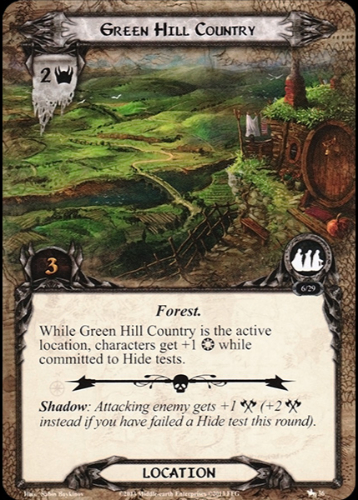 GREEN HILL COUNTRY
2
3
6/29
Forest.
While Green Hill Country is the active
location, characters get +1 while
committed to Hide tests.
Shadow: Attacking enemy gets +1 (+2
instead if you have failed a Hide test this round).
LOCATION